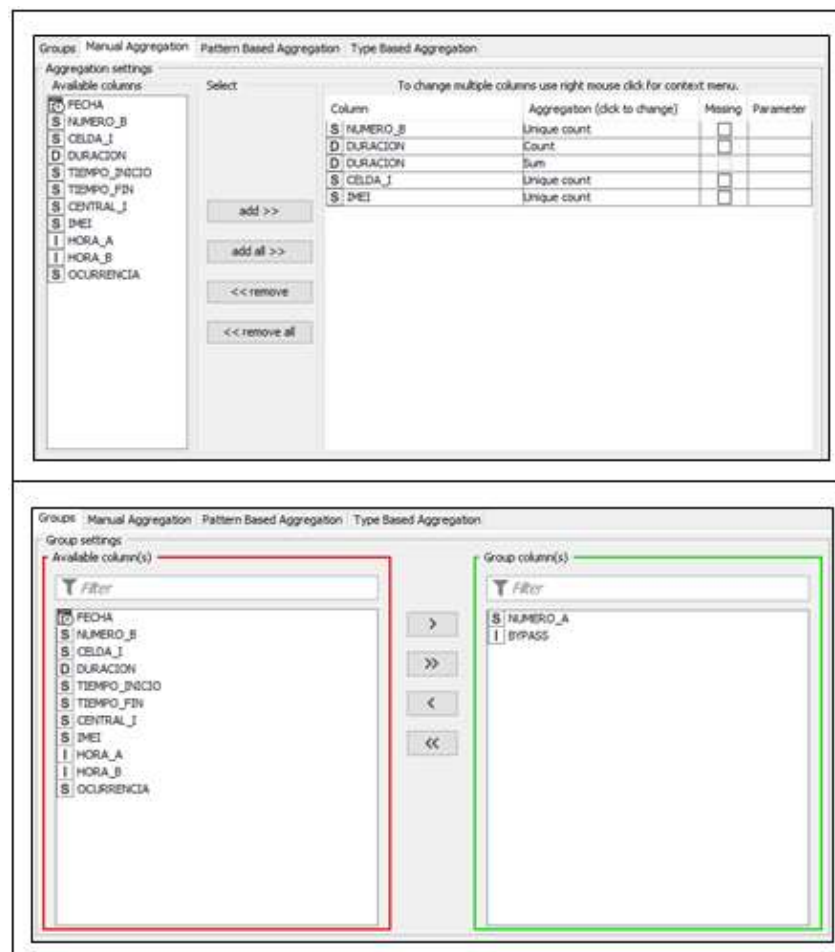 Groups Manual Aggregation Pattern Based Aggregation Type Based Aggregation
Aggregation settings
Available columns Select To change multiple columns use right mouse click for context menu.
FECHA
S NUMERO_B
S CELDA_I
D DURACION
S TIEMPO_INICIO
S TIEMPO_FIN
S CENTRAL_I
S IMEI
I HORA_A
I HORA_B
S OCURRENCIA
add >>
add all >>
<< remove
<< remove all
Column Aggregation (click to change) Missing Parameter
S NUMERO_B Unique count
D DURACION Count
D DURACION Sum
S CELDA_I Unique count
S IMEI Unique count
Groups Manual Aggregation Pattern Based Aggregation Type Based Aggregation
Group settings
Available column(s)
Filter
FECHA
S NUMERO_B
S CELDA_I
D DURACION
S TIEMPO_INICIO
S TIEMPO_FIN
S CENTRAL_I
S IMEI
I HORA_A
I HORA_B
S OCURRENCIA
>
>>
<
<<
Group column(s)
Filter
S NUMERO_A
I BYPASS